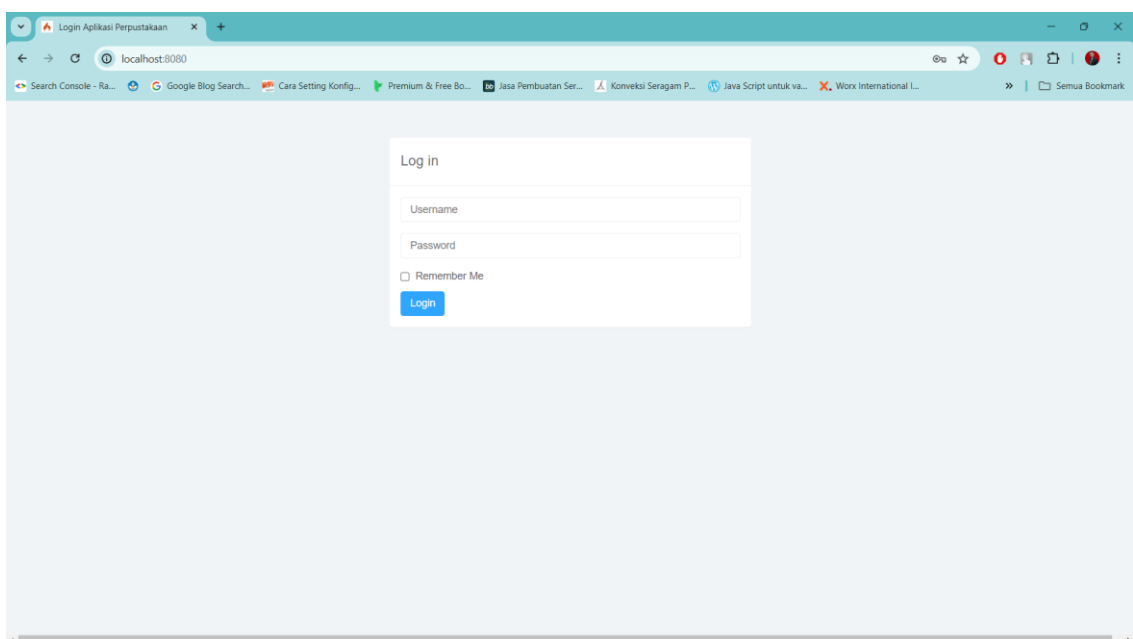 Login Aplikasi Perpustakaan
localhost:8080
Search Console - Ra... Google Blog Search... Cara Setting Konfig... Premium & Free Bo... Jasa Pembuatan Ser... Konveksi Seragam P... Java Script untuk va... Worx International I... » Semua Bookmark
Log in
Username
Password
Remember Me
Login